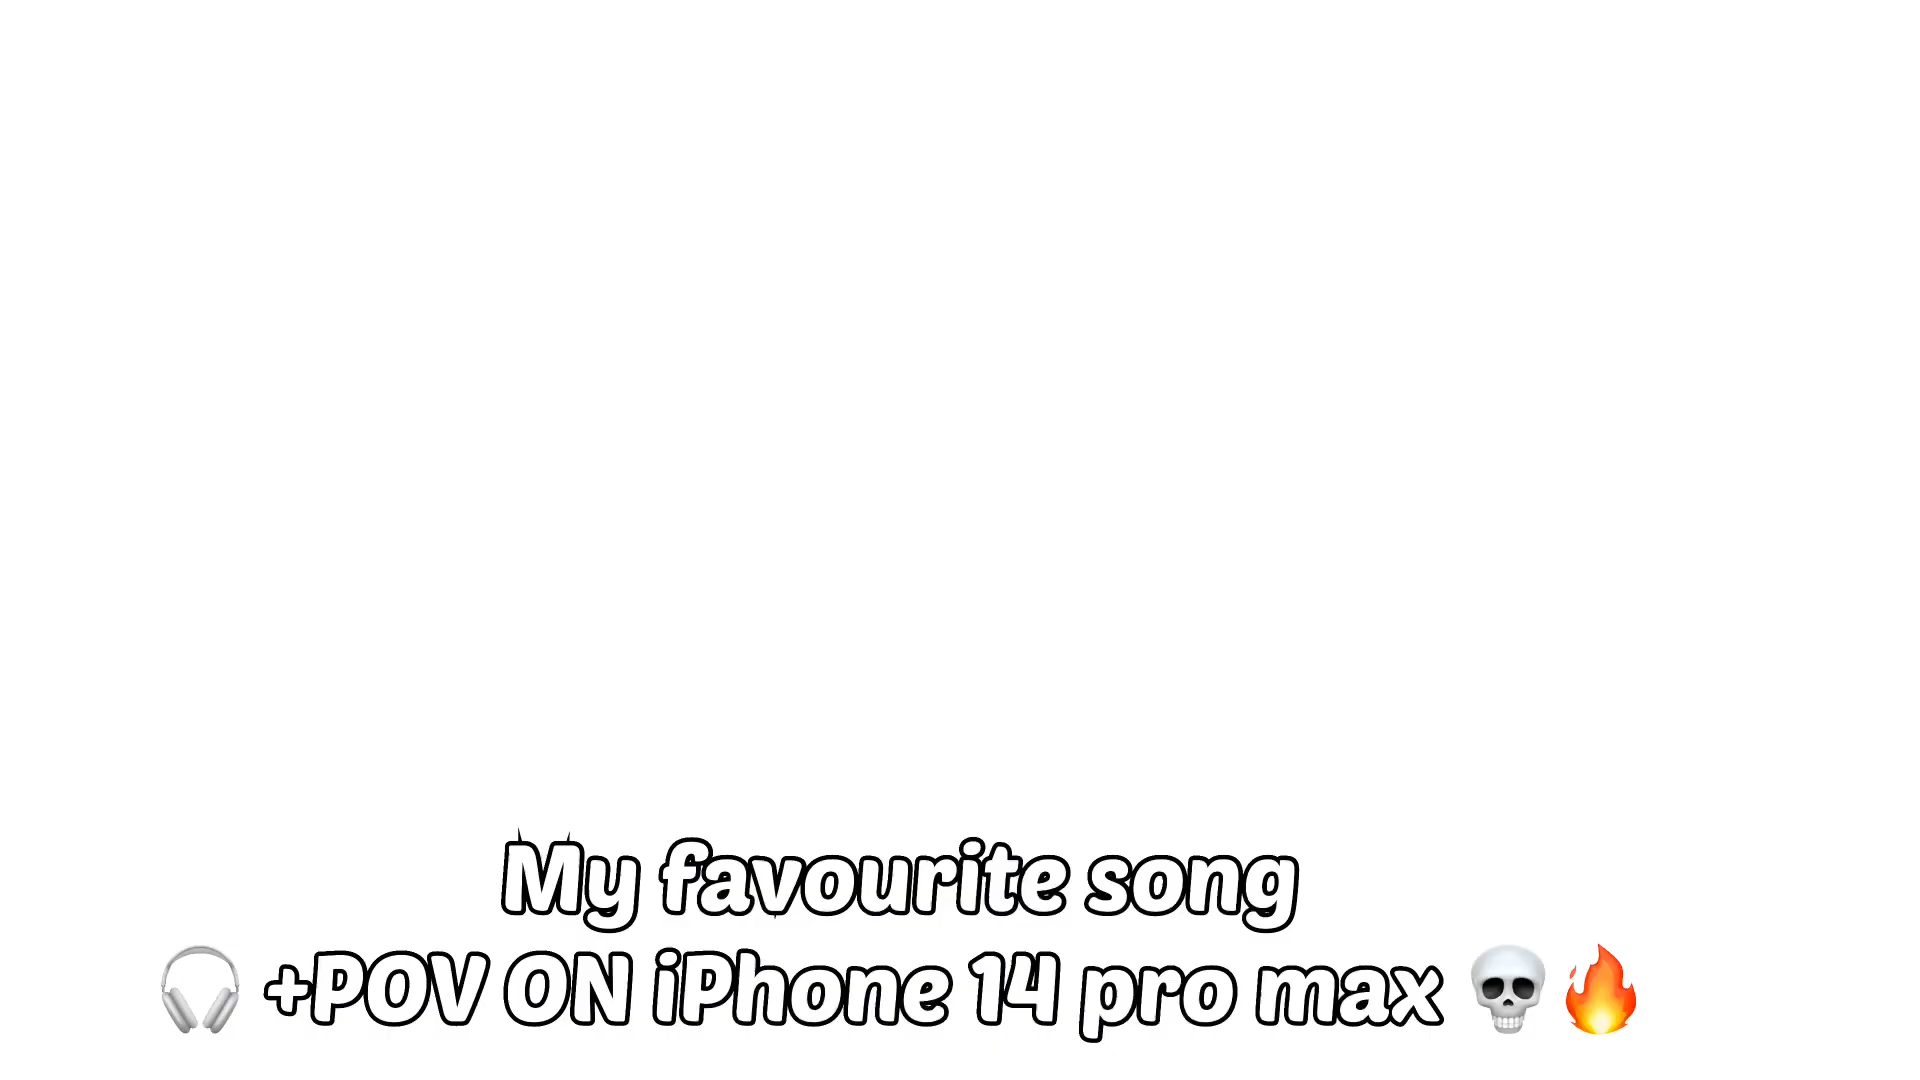 My favourite song
🎧 +POV ON iPhone 14 pro max 💀🔥